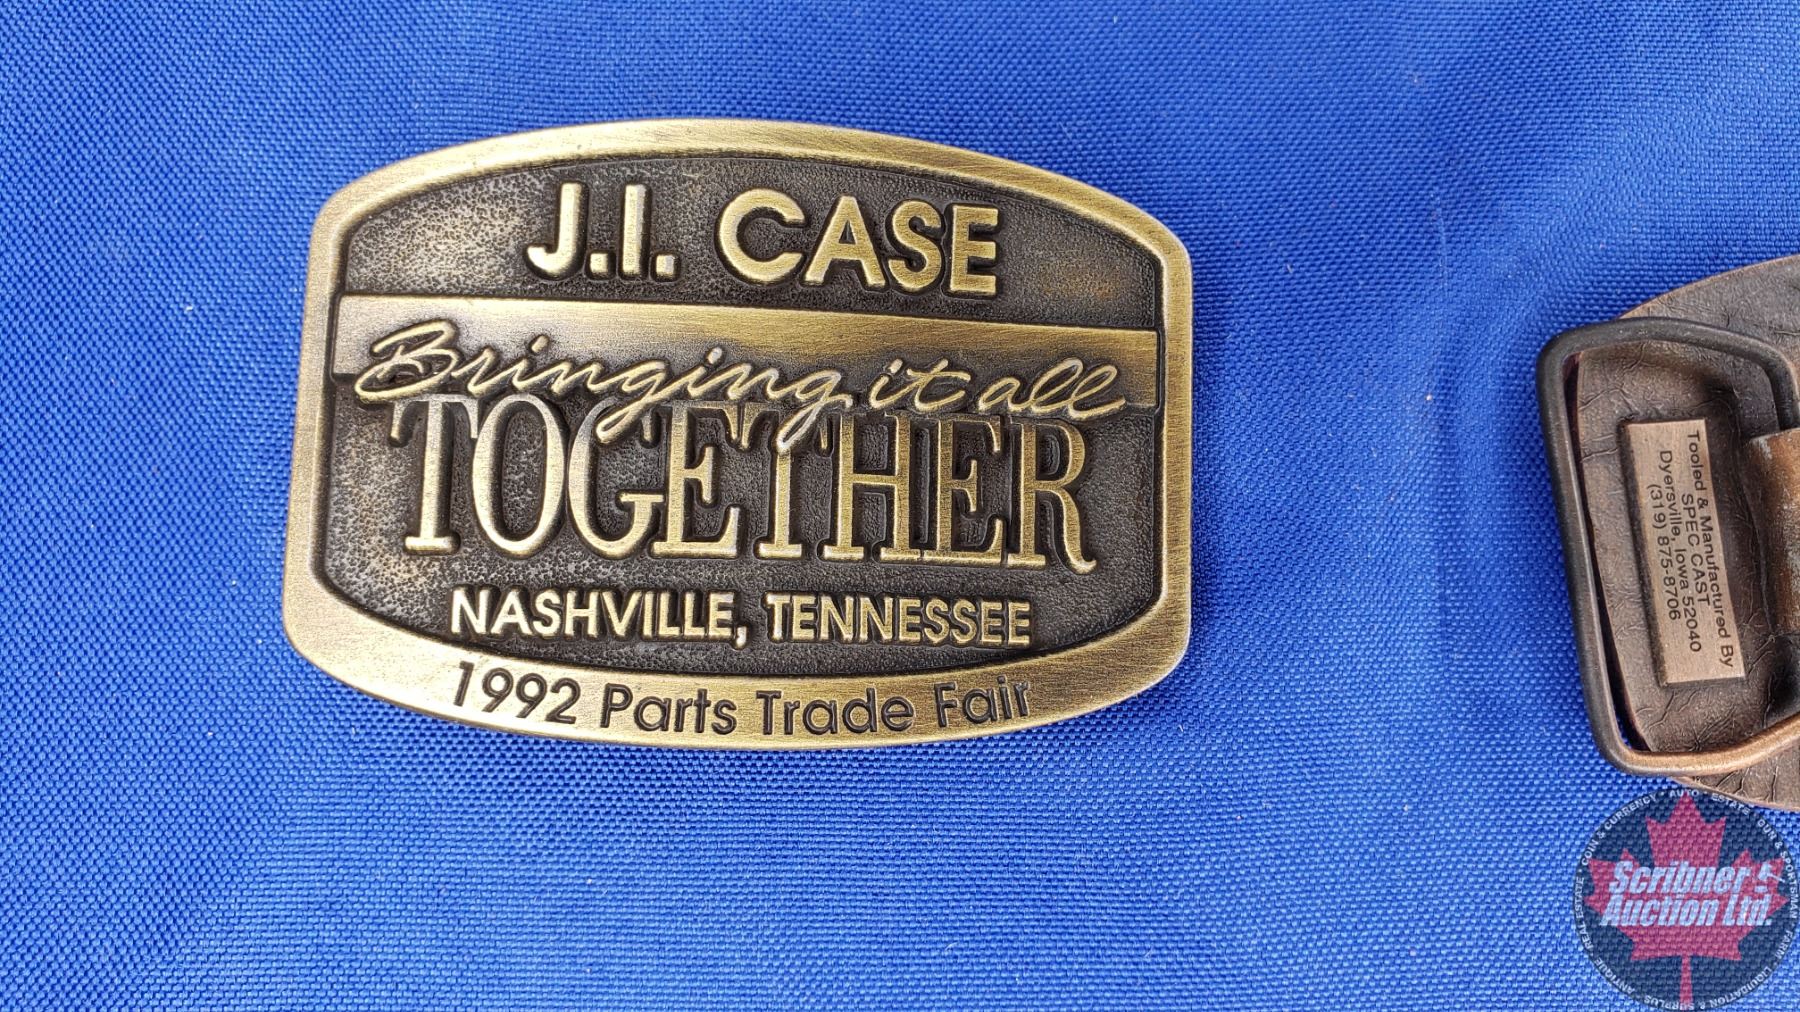 J.I. CASE
Bringing it all
TOGETHER
NASHVILLE, TENNESSEE
1992 Parts Trade Fair
Tooled & Manufactured By
SPEC CAST
Dyersville, Iowa 52040
(319) 875-8706
Scribner
Auction Ltd